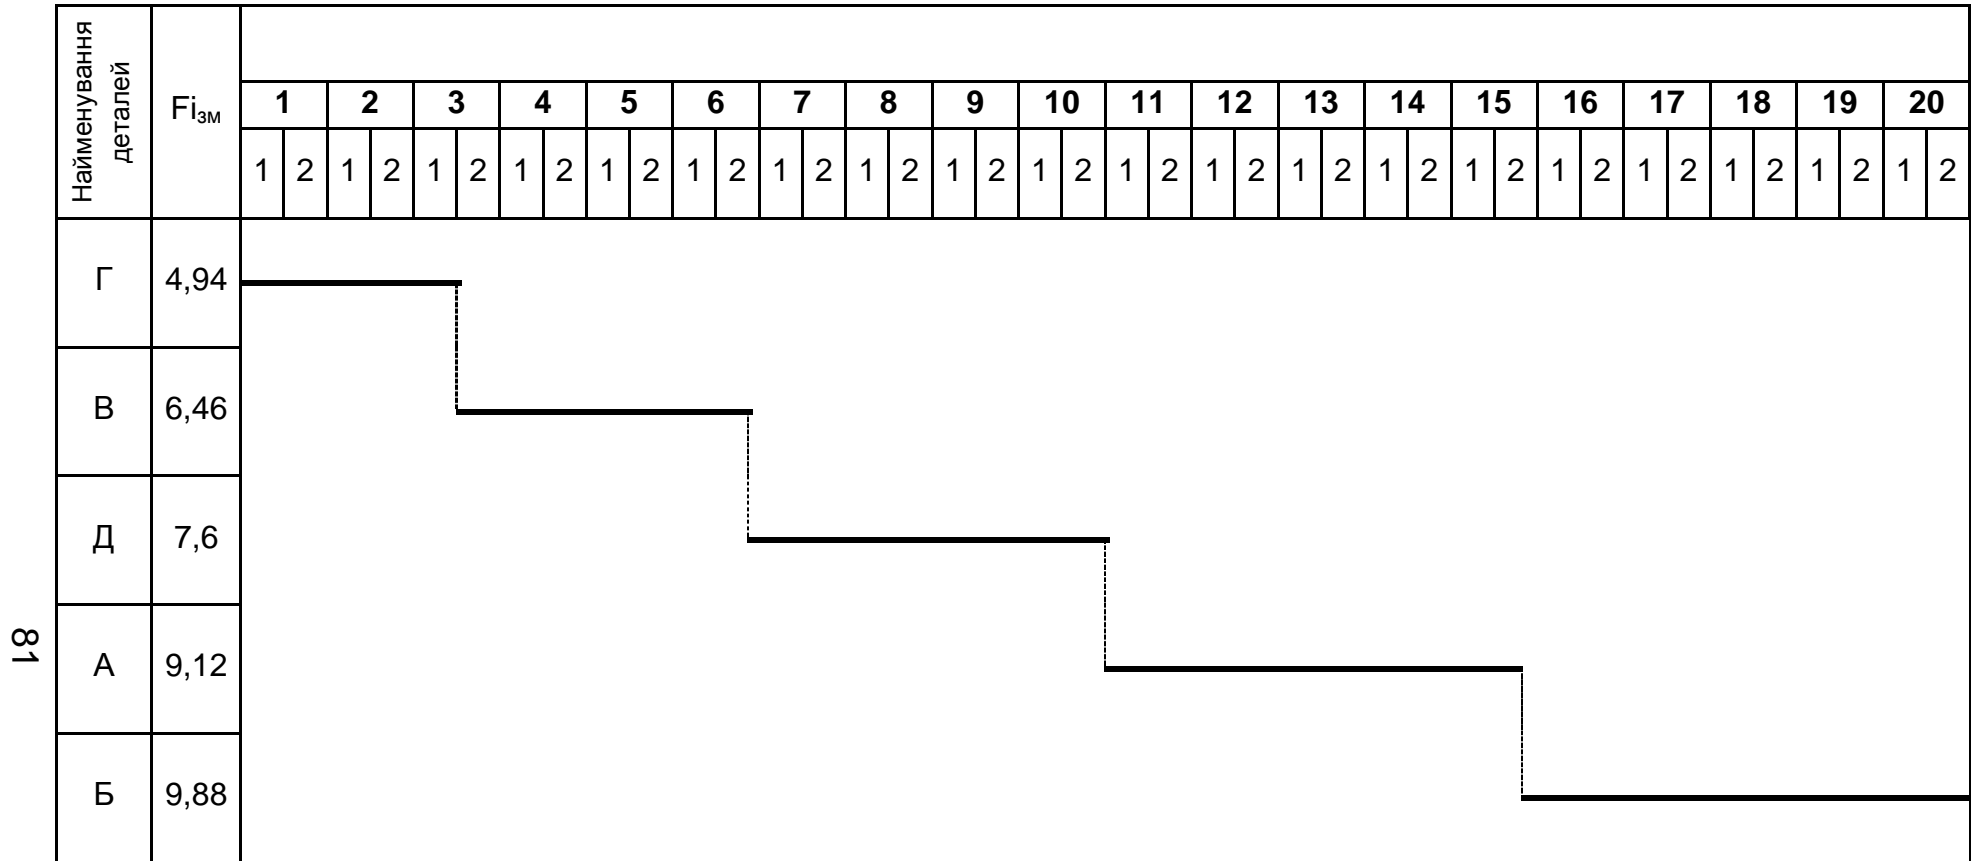 Найменування деталей
Fiзм
1 2 3 4 5 6 7 8 9 10 11 12 13 14 15 16 17 18 19 20
1 2 1 2 1 2 1 2 1 2 1 2 1 2 1 2 1 2 1 2 1 2 1 2 1 2 1 2 1 2 1 2 1 2 1 2 1 2 1 2
Г 4,94
В 6,46
Д 7,6
А 9,12
Б 9,88
81